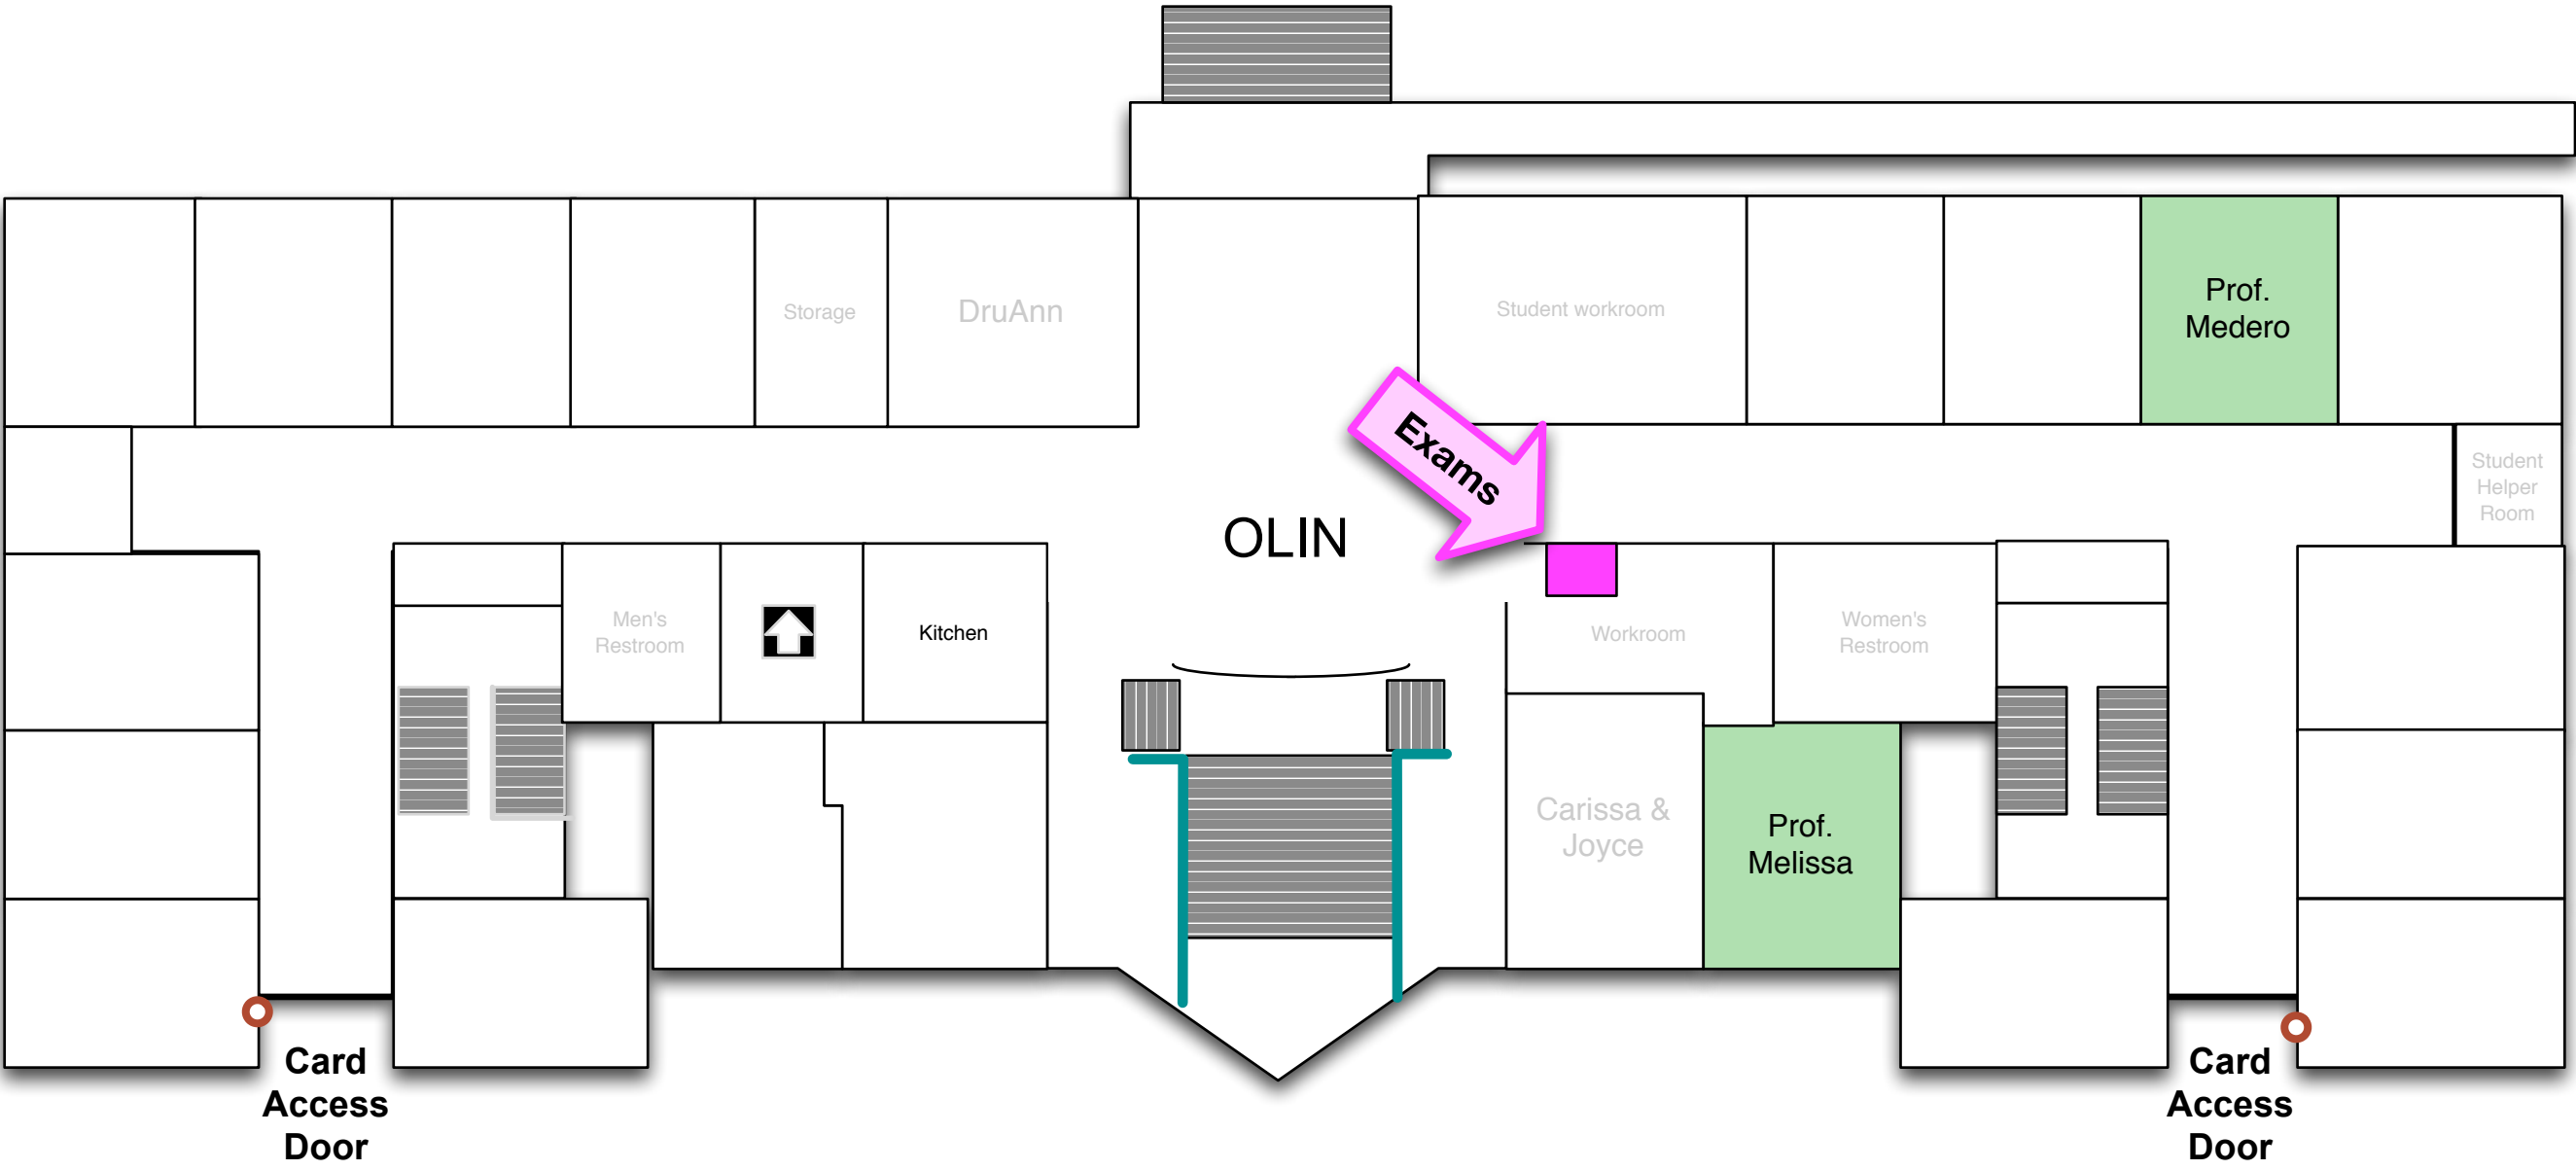 Storage
DruAnn
Student workroom
Prof.
Medero
Exams
Student
Helper
Room
OLIN
Men's
Restroom
Kitchen
Workroom
Women's
Restroom
Carissa &
Joyce
Prof.
Melissa
Card
Access
Door
Card
Access
Door